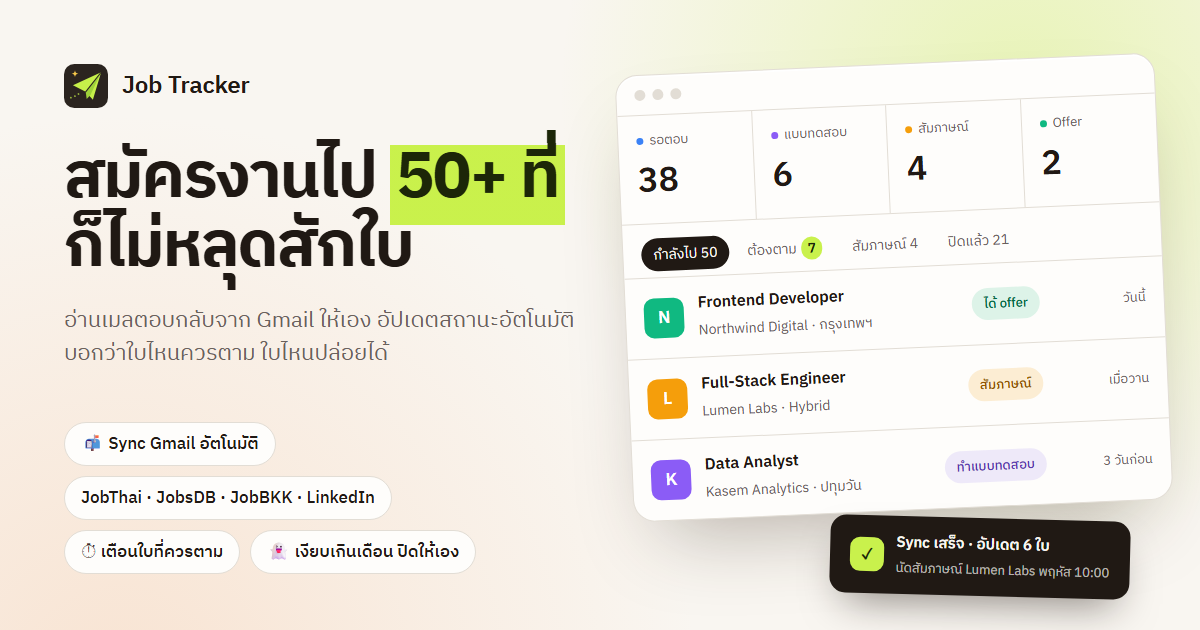 Job Tracker
สมัครงานไป 50+ ที่
ก็ไม่หลุดสักใบ
อ่านเมลตอบกลับจาก Gmail ให้เอง อัปเดตสถานะอัตโนมัติ
บอกว่าใบไหนควรตาม ใบไหนปล่อยได้
📬 Sync Gmail อัตโนมัติ
JobThai · JobsDB · JobBKK · LinkedIn
⏱ เตือนใบที่ควรตาม
👻 เงียบเกินเดือน ปิดให้เอง
รอตอบ
38
แบบทดสอบ
6
สัมภาษณ์
4
Offer
2
กำลังไป 50
ต้องตาม 7
สัมภาษณ์ 4
ปิดแล้ว 21
N
Frontend Developer
Northwind Digital · กรุงเทพฯ
ได้ offer
วันนี้
L
Full-Stack Engineer
Lumen Labs · Hybrid
สัมภาษณ์
เมื่อวาน
K
Data Analyst
Kasem Analytics · ปทุมวัน
ทำแบบทดสอบ
3 วันก่อน
✓
Sync เสร็จ · อัปเดต 6 ใบ
นัดสัมภาษณ์ Lumen Labs พฤหัส 10:00